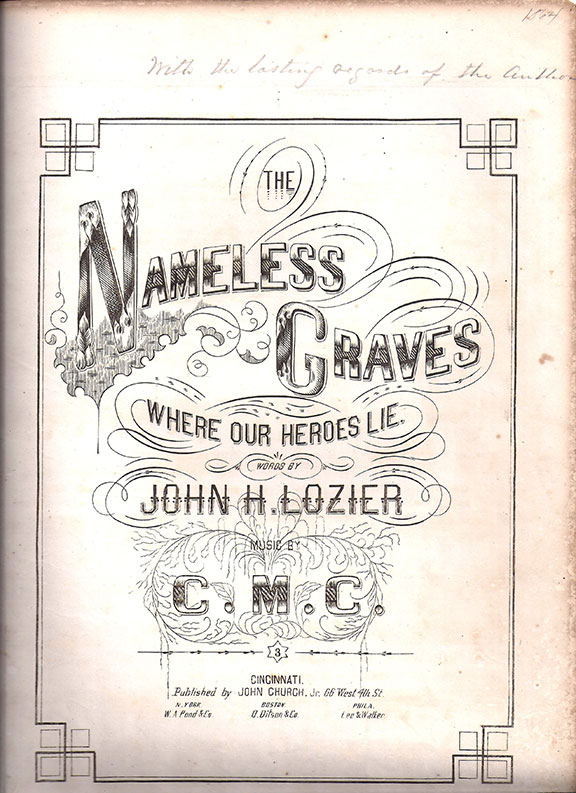 1864
With the lasting regards of the Author
THE
NAMELESS
GRAVES
WHERE OUR HEROES LIE.
WORDS BY
JOHN H. LOZIER
MUSIC BY
C. M. C.
3
CINCINNATI.
Published by JOHN CHURCH, Jr. 66 West 4th St.
N. YORK. BOSTON PHILA.
W. A. Pond & Co. O. Ditson & Co. Lee & Walker